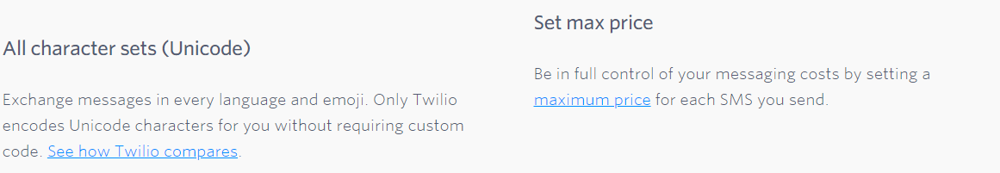 All character sets (Unicode)
Exchange messages in every language and emoji. Only Twilio
encodes Unicode characters for you without requiring custom
code. See how Twilio compares.
Set max price
Be in full control of your messaging costs by setting a
maximum price for each SMS you send.